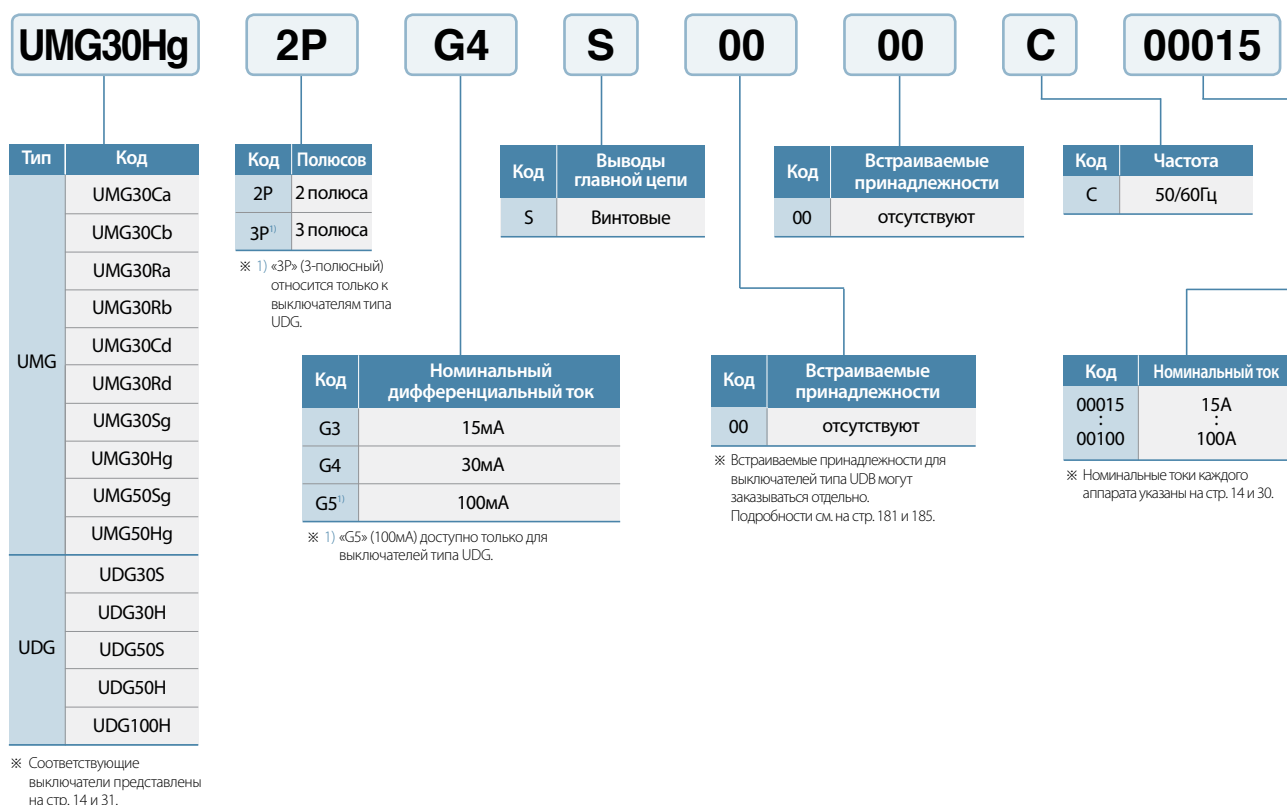 UMG30Hg 2P G4 S 00 00 C 00015
Тип Код
UMG
UMG30Ca
UMG30Cb
UMG30Ra
UMG30Rb
UMG30Cd
UMG30Rd
UMG30Sg
UMG30Hg
UMG50Sg
UMG50Hg
UDG
UDG30S
UDG30H
UDG50S
UDG50H
UDG100H
※ Соответствующие
выключатели представлены
на стр. 14 и 31.
Код Полюсов
2P 2 полюса
3P1) 3 полюса
※ 1) «3P» (3-полюсный)
относится только к
выключателям типа
UDG.
Код Номинальный
дифференциальный ток
G3 15мА
G4 30мА
G51) 100мА
※ 1) «G5» (100мА) доступно только для
выключателей типа UDG.
Код Выводы
главной цепи
S Винтовые
Код Встраиваемые
принадлежности
00 отсутствуют
※ Встраиваемые принадлежности для
выключателей типа UDB могут
заказываться отдельно.
Подробности см. на стр. 181 и 185.
Код Встраиваемые
принадлежности
00 отсутствуют
Код Частота
C 50/60Гц
Код Номинальный ток
00015 15A
: :
00100 100A
※ Номинальные токи каждого
аппарата указаны на стр. 14 и 30.